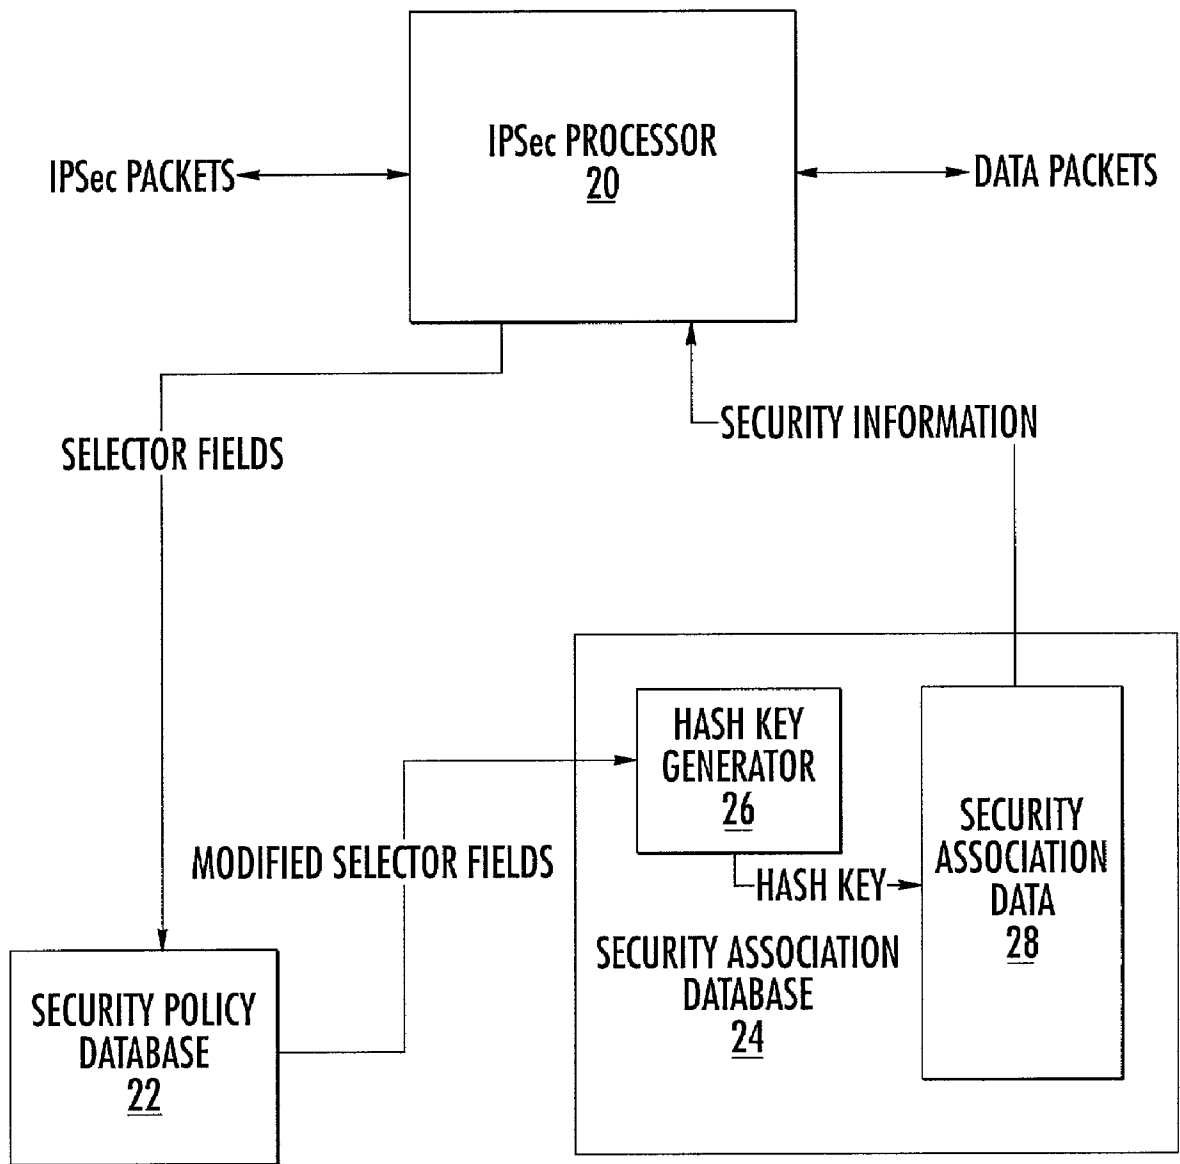 IPSec PROCESSOR
20
IPSec PACKETS
DATA PACKETS
SELECTOR FIELDS
SECURITY INFORMATION
HASH KEY
GENERATOR
26
MODIFIED SELECTOR FIELDS
HASH KEY
SECURITY
ASSOCIATION
DATA
28
SECURITY ASSOCIATION
DATABASE
24
SECURITY POLICY
DATABASE
22